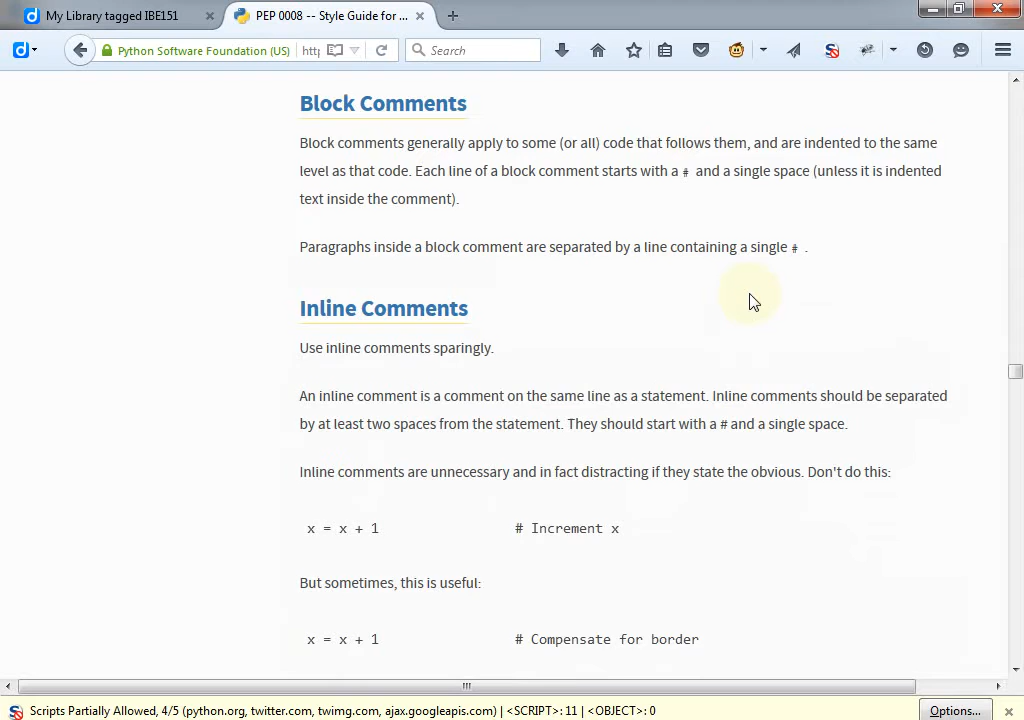 My Library tagged IBE151
PEP 0008 -- Style Guide for ...
Python Software Foundation (US)
Search
Block Comments
Block comments generally apply to some (or all) code that follows them, and are indented to the same
level as that code. Each line of a block comment starts with a # and a single space (unless it is indented
text inside the comment).
Paragraphs inside a block comment are separated by a line containing a single # .
Inline Comments
Use inline comments sparingly.
An inline comment is a comment on the same line as a statement. Inline comments should be separated
by at least two spaces from the statement. They should start with a # and a single space.
Inline comments are unnecessary and in fact distracting if they state the obvious. Don't do this:
x = x + 1 # Increment x
But sometimes, this is useful:
x = x + 1 # Compensate for border
Scripts Partially Allowed, 4/5 (python.org, twitter.com, twimg.com, ajax.googleapis.com) | <SCRIPT>: 11 | <OBJECT>: 0
Options...